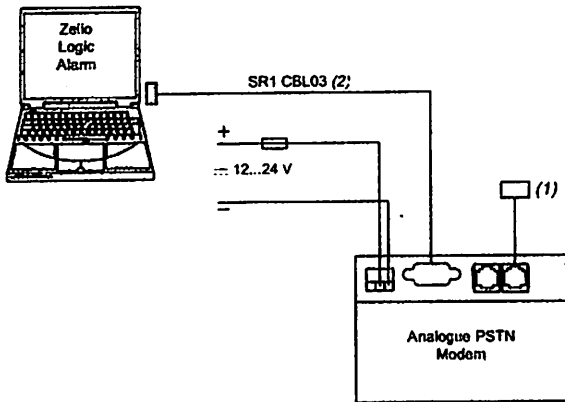 Zelio
Logic
Alarm
SR1 CBL03 (2)
+
⎓ 12...24 V
–
(1)
Analogue PSTN
Modem